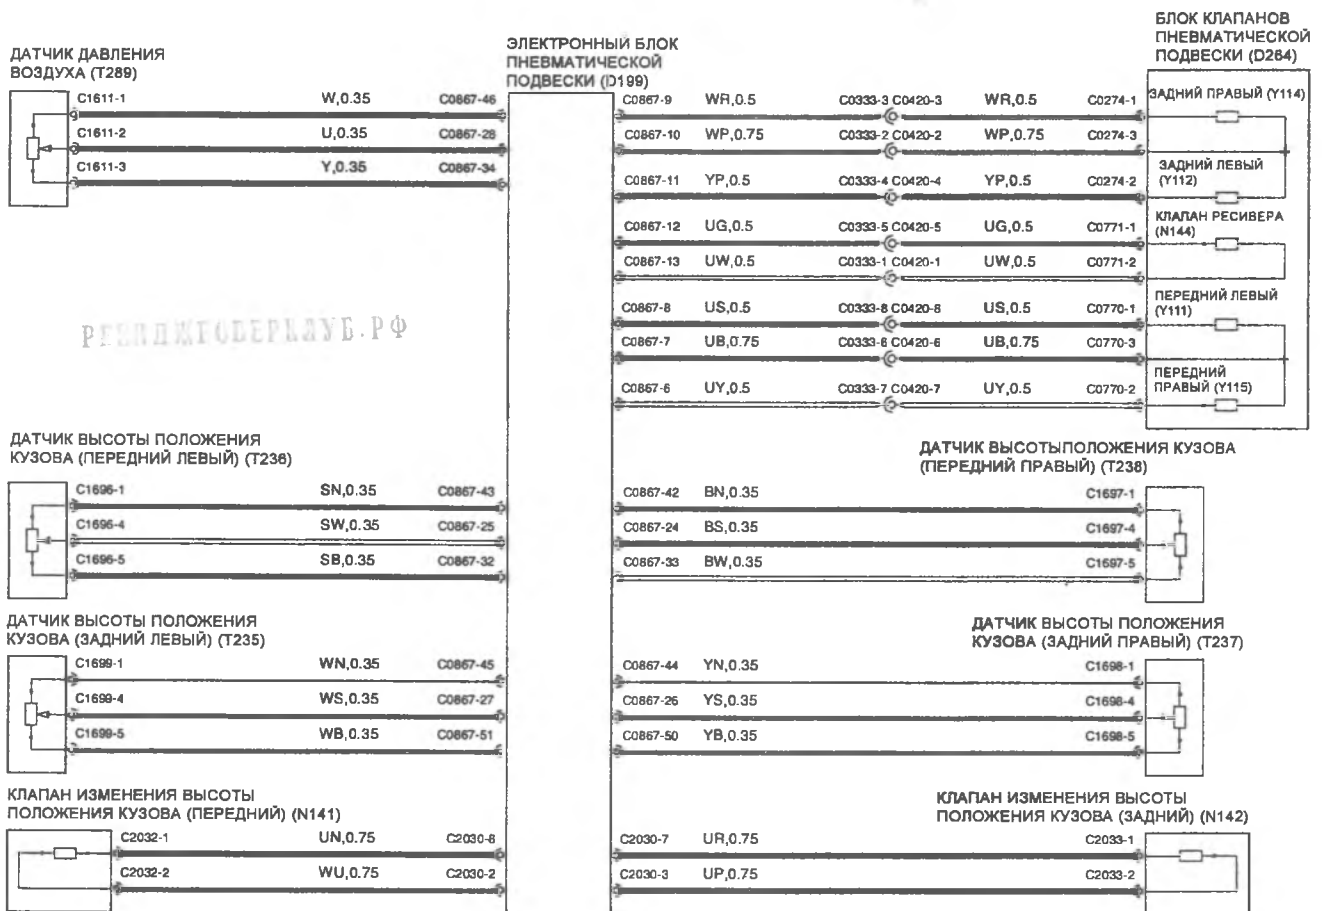 БЛОК КЛАПАНОВ
ПНЕВМАТИЧЕСКОЙ
ПОДВЕСКИ (D264)
ЭЛЕКТРОННЫЙ БЛОК
ПНЕВМАТИЧЕСКОЙ
ПОДВЕСКИ (D199)
ДАТЧИК ДАВЛЕНИЯ
ВОЗДУХА (T289)
C1611-1 W,0.35 C0867-46
C1611-2 U,0.35 C0867-28
C1611-3 Y,0.35 C0867-34
C0867-9 WR,0.5 C0333-3 C0420-3 WR,0.5 C0274-1
ЗАДНИЙ ПРАВЫЙ (Y114)
C0867-10 WP,0.75 C0333-2 C0420-2 WP,0.75 C0274-3
ЗАДНИЙ ЛЕВЫЙ
(Y112)
C0867-11 YP,0.5 C0333-4 C0420-4 YP,0.5 C0274-2
КЛАПАН РЕСИВЕРА
(N144)
C0867-12 UG,0.5 C0333-5 C0420-5 UG,0.5 C0771-1
C0867-13 UW,0.5 C0333-1 C0420-1 UW,0.5 C0771-2
ПЕРЕДНИЙ ЛЕВЫЙ
(Y111)
C0867-8 US,0.5 C0333-8 C0420-8 US,0.5 C0770-1
C0867-7 UB,0.75 C0333-6 C0420-6 UB,0.75 C0770-3
ПЕРЕДНИЙ
ПРАВЫЙ (Y115)
C0867-6 UY,0.5 C0333-7 C0420-7 UY,0.5 C0770-2
РЕНДЖРОВЕРКЛУБ.РФ
ДАТЧИК ВЫСОТЫ ПОЛОЖЕНИЯ
КУЗОВА (ПЕРЕДНИЙ ЛЕВЫЙ) (T236)
C1696-1 SN,0.35 C0867-43
C1696-4 SW,0.35 C0867-25
C1696-5 SB,0.35 C0867-32
ДАТЧИК ВЫСОТЫПОЛОЖЕНИЯ КУЗОВА
(ПЕРЕДНИЙ ПРАВЫЙ) (T238)
C0867-42 BN,0.35 C1697-1
C0867-24 BS,0.35 C1697-4
C0867-33 BW,0.35 C1697-5
ДАТЧИК ВЫСОТЫ ПОЛОЖЕНИЯ
КУЗОВА (ЗАДНИЙ ЛЕВЫЙ) (T235)
C1699-1 WN,0.35 C0867-45
C1699-4 WS,0.35 C0867-27
C1699-5 WB,0.35 C0867-51
ДАТЧИК ВЫСОТЫ ПОЛОЖЕНИЯ
КУЗОВА (ЗАДНИЙ ПРАВЫЙ) (T237)
C0867-44 YN,0.35 C1698-1
C0867-26 YS,0.35 C1698-4
C0867-50 YB,0.35 C1698-5
КЛАПАН ИЗМЕНЕНИЯ ВЫСОТЫ
ПОЛОЖЕНИЯ КУЗОВА (ПЕРЕДНИЙ) (N141)
C2032-1 UN,0.75 C2030-8
C2032-2 WU,0.75 C2030-2
КЛАПАН ИЗМЕНЕНИЯ ВЫСОТЫ
ПОЛОЖЕНИЯ КУЗОВА (ЗАДНИЙ) (N142)
C2030-7 UR,0.75 C2033-1
C2030-3 UP,0.75 C2033-2